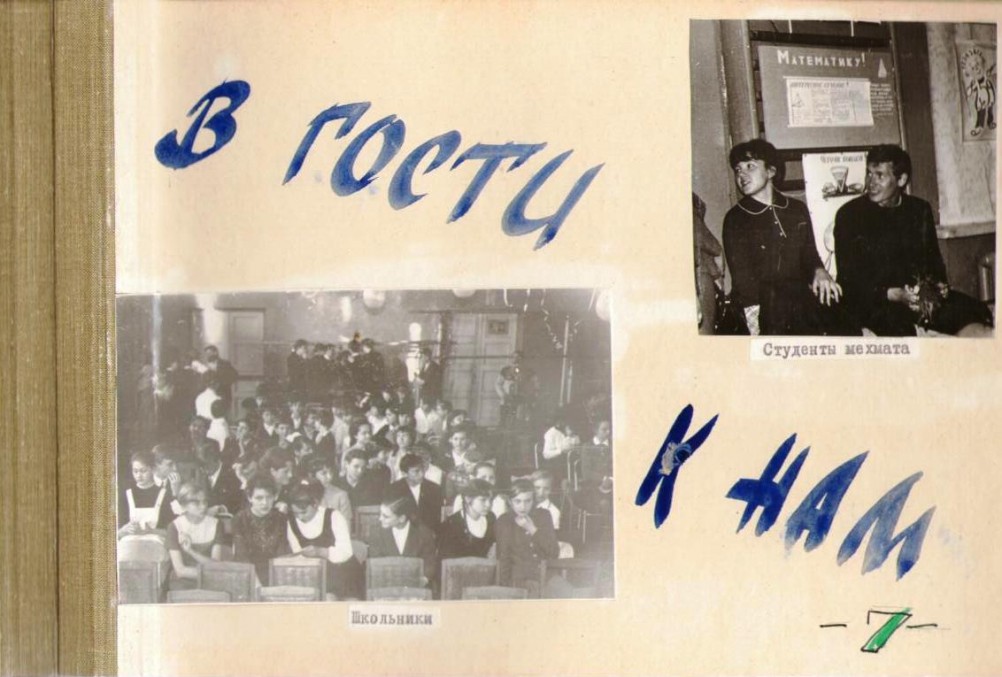 В ГОСТИ
МАТЕМАТИКУ!
Студенты мехмата
К НАМ
Школьники
-7-